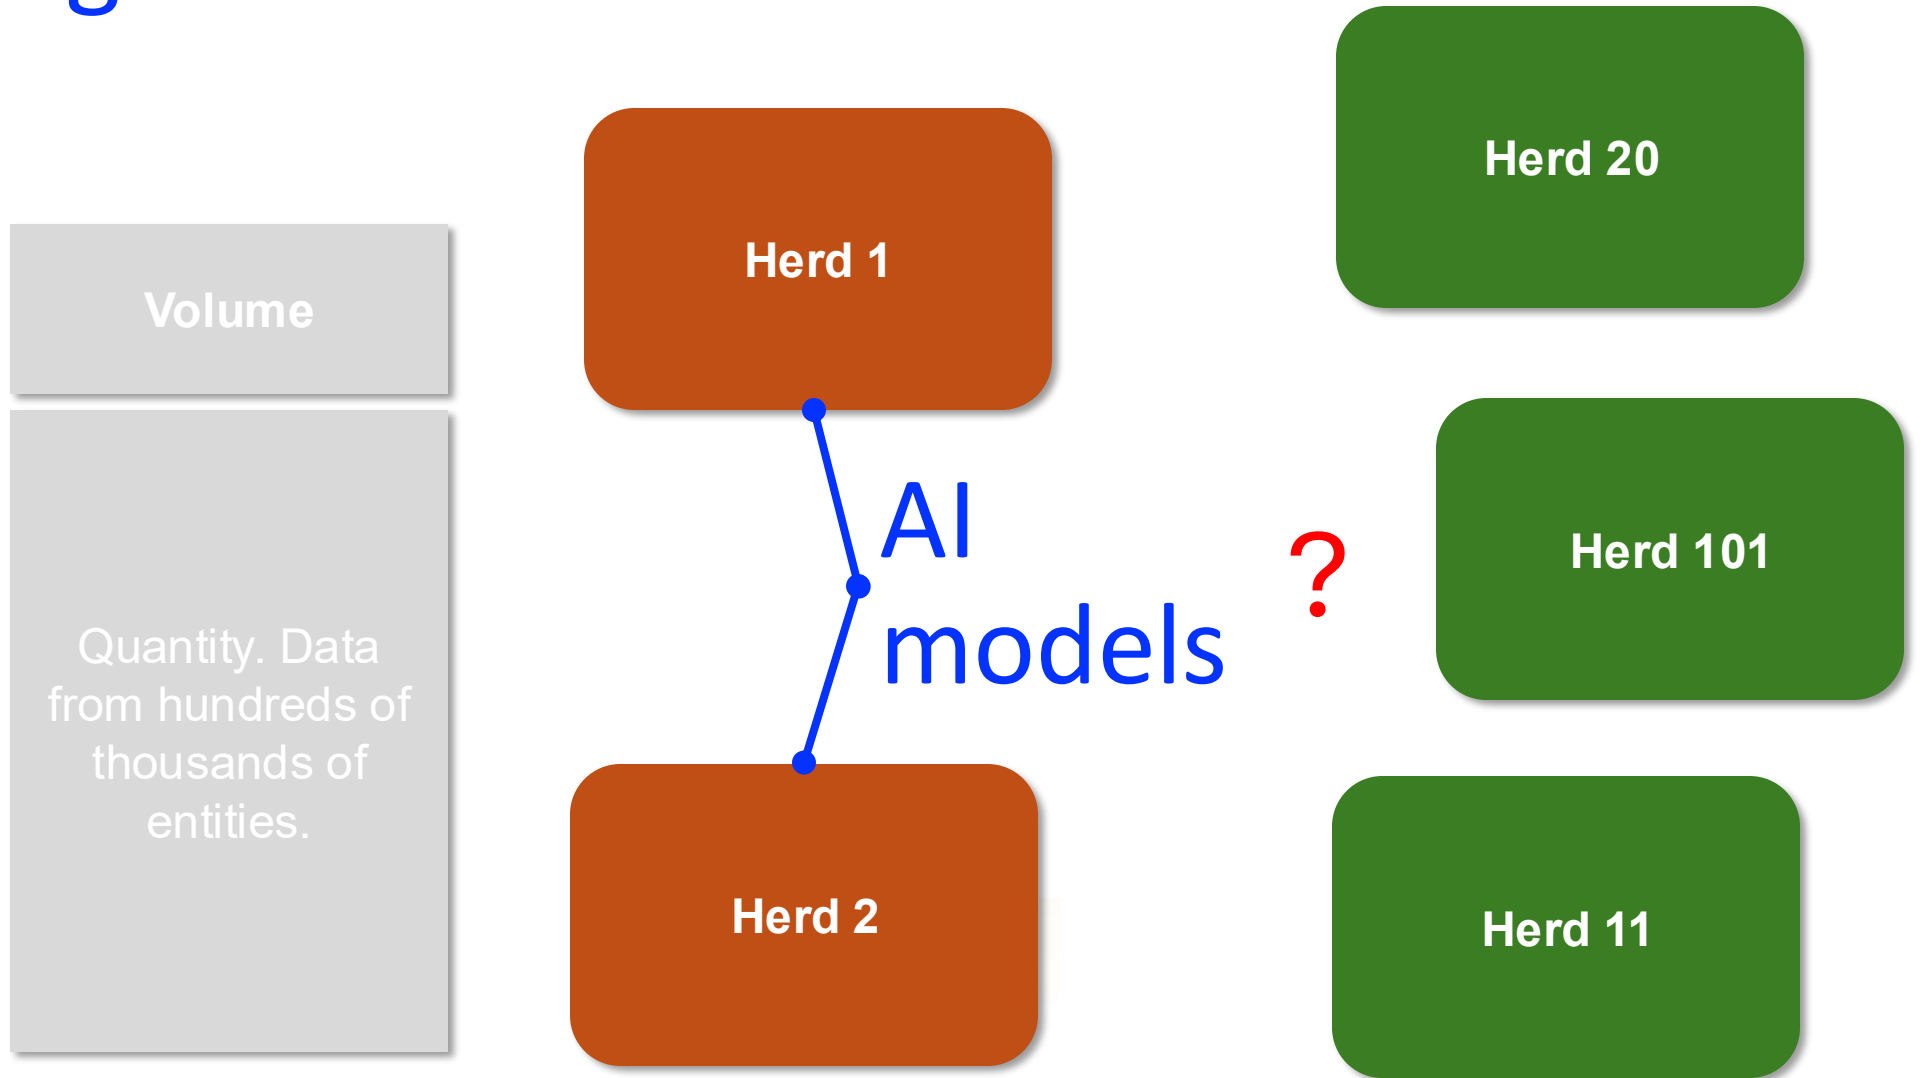 g
Volume
Quantity. Data
from hundreds of
thousands of
entities.
Herd 1
AI
models
Herd 2
?
Herd 20
Herd 101
Herd 11